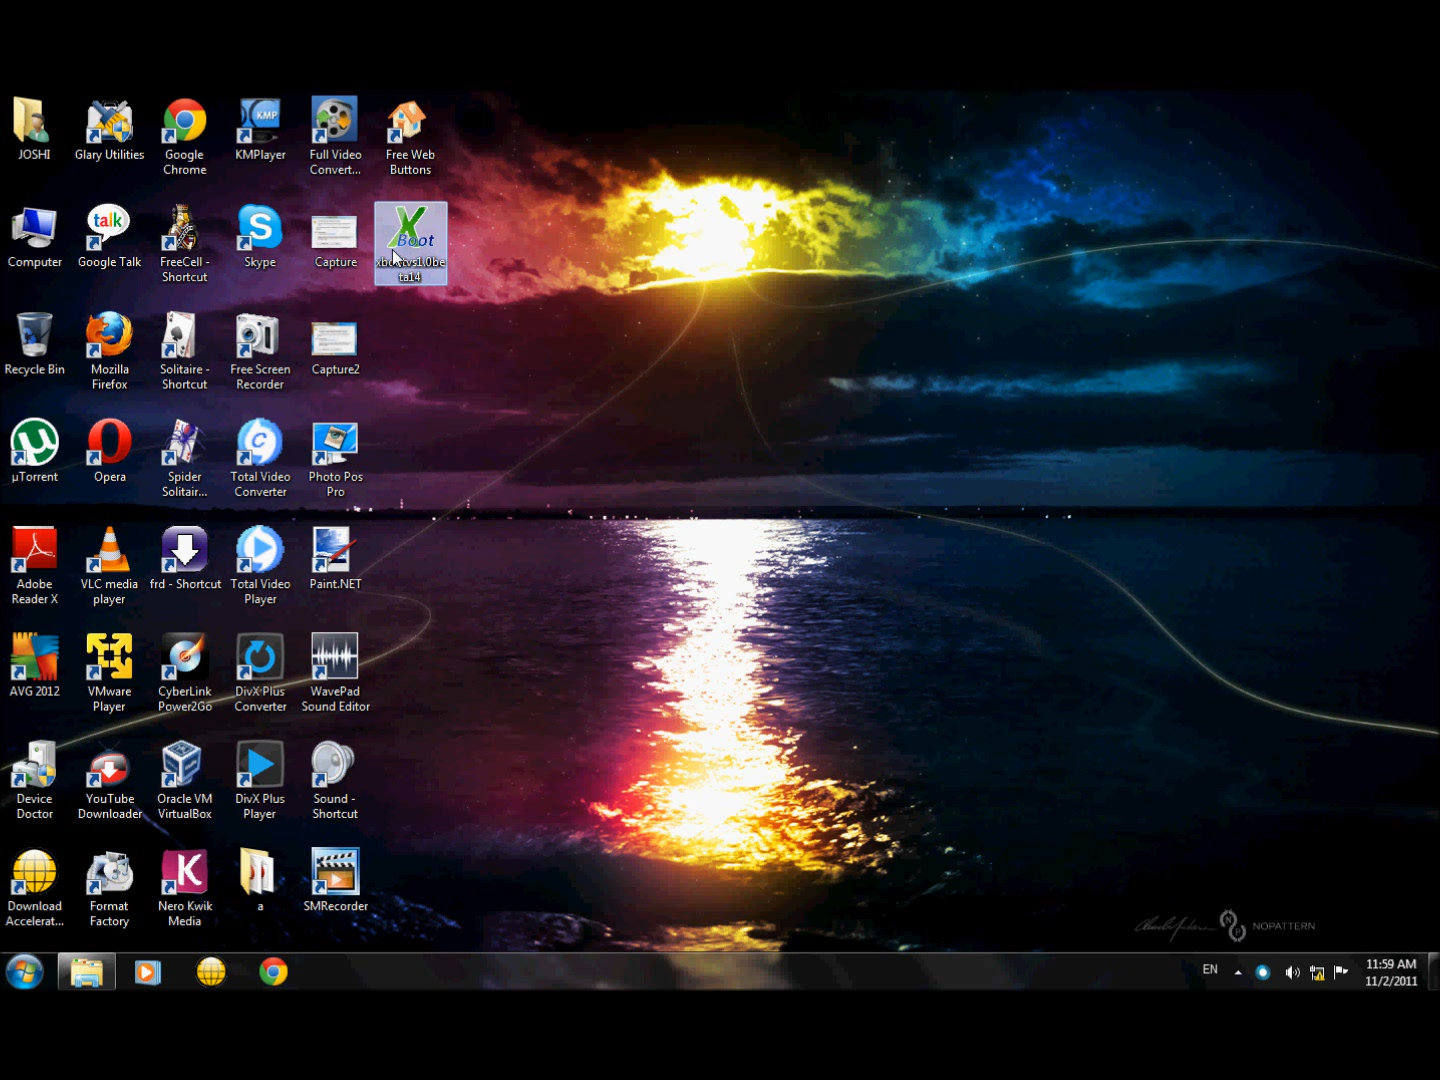 JOSHI
Glary Utilities
Google
Chrome
KMP
KMPlayer
Full Video
Convert...
Free Web
Buttons
Computer
talk
Google Talk
FreeCell -
Shortcut
S
Skype
Capture
X
Boot
ta14
Recycle Bin
Mozilla
Firefox
Solitaire -
Shortcut
Free Screen
Recorder
Capture2
µTorrent
Opera
Spider
Solitair...
Total Video
Converter
Photo Pos
Pro
Adobe
Reader X
VLC media
player
frd - Shortcut
Total Video
Player
Paint.NET
AVG 2012
VMware
Player
CyberLink
Power2Go
DivX Plus
Converter
WavePad
Sound Editor
Device
Doctor
YouTube
Downloader
Oracle VM
VirtualBox
DivX Plus
Player
Sound -
Shortcut
Download
Accelerat...
Format
Factory
K
Nero Kwik
Media
a
SMRecorder
N
P
NOPATTERN
EN
11:59 AM
11/2/2011